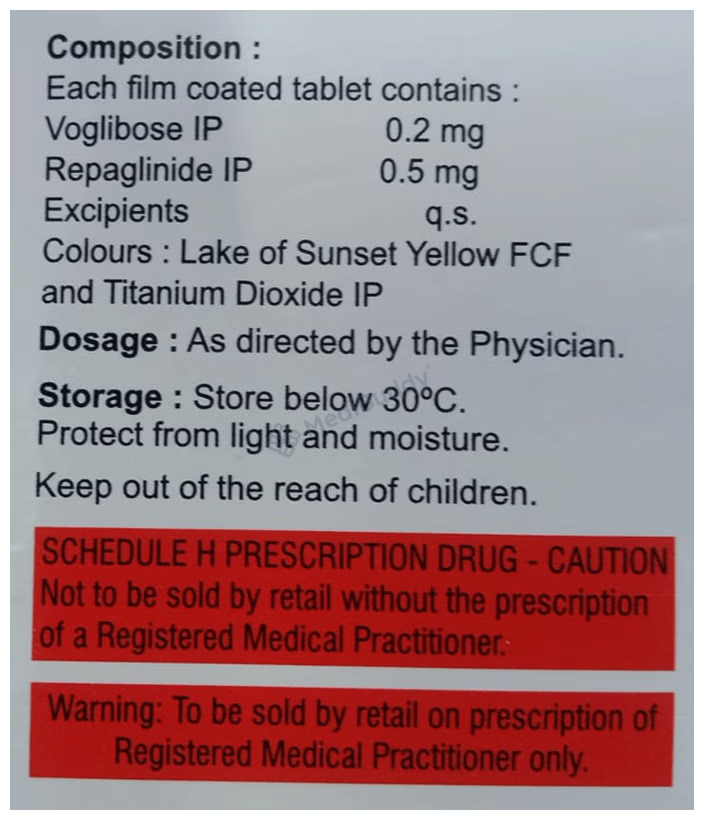 Composition :
Each film coated tablet contains :
Voglibose IP 0.2 mg
Repaglinide IP 0.5 mg
Excipients q.s.
Colours : Lake of Sunset Yellow FCF
and Titanium Dioxide IP
Dosage : As directed by the Physician.
Storage : Store below 30ºC.
Protect from light and moisture.
MediBuddy
Keep out of the reach of children.
SCHEDULE H PRESCRIPTION DRUG - CAUTION
Not to be sold by retail without the prescription
of a Registered Medical Practitioner.
Warning: To be sold by retail on prescription of
Registered Medical Practitioner only.